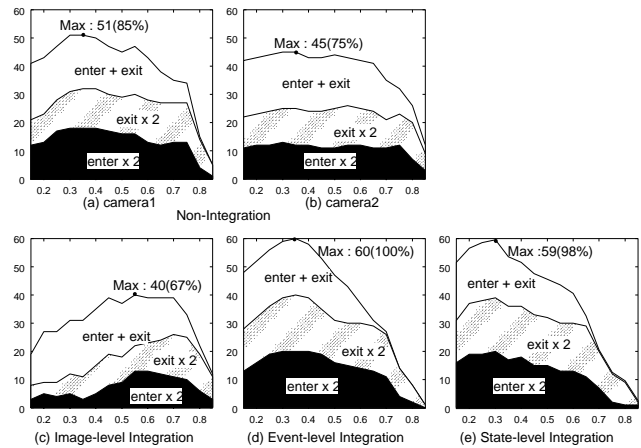 60
50
40
30
20
10
0
Max : 51(85%)
enter + exit
exit x 2
enter x 2
0.2 0.3 0.4 0.5 0.6 0.7 0.8
(a) camera1
60
50
40
30
20
10
0
Max : 45(75%)
enter + exit
exit x 2
enter x 2
0.2 0.3 0.4 0.5 0.6 0.7 0.8
(b) camera2
Non-Integration
60
50
40
30
20
10
0
Max : 40(67%)
enter + exit
exit x 2
enter x 2
0.2 0.3 0.4 0.5 0.6 0.7 0.8
(c) Image-level Integration
60
50
40
30
20
10
0
Max : 60(100%)
enter + exit
exit x 2
enter x 2
0.2 0.3 0.4 0.5 0.6 0.7 0.8
(d) Event-level Integration
60
50
40
30
20
10
0
Max :59(98%)
enter + exit
exit x 2
enter x 2
0.2 0.3 0.4 0.5 0.6 0.7 0.8
(e) State-level Integration